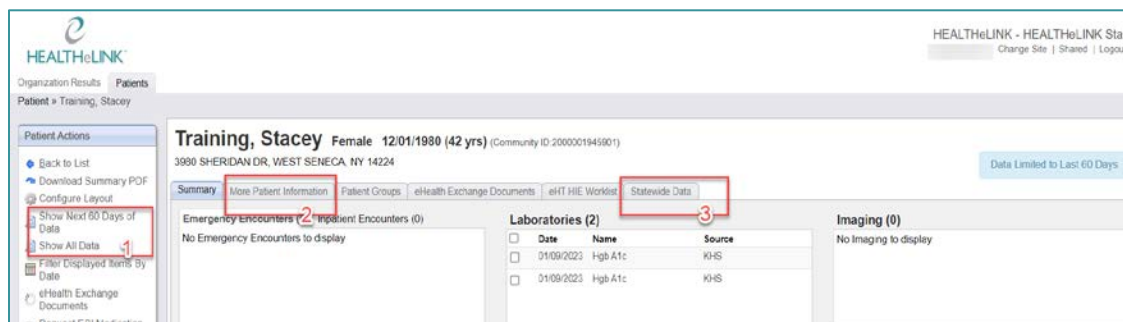 HEALTHeLINK
HEALTHeLINK - HEALTHeLINK Sta
Change Site | Shared | Logou
Organization Results Patients
Patient » Training, Stacey
Patient Actions
Back to List
Download Summary PDF
Configure Layout
Show Next 60 Days of
Data
Show All Data
1
Filter Displayed Items By
Date
eHealth Exchange
Documents
Training, Stacey Female 12/01/1980 (42 yrs) (Community ID:2000001945901)
3980 SHERIDAN DR, WEST SENECA, NY 14224
Data Limited to Last 60 Days
Summary More Patient Information Patient Groups eHealth Exchange Documents eHT HIE Worklist Statewide Data
2
3
Emergency Encounters Inpatient Encounters (0)
No Emergency Encounters to display
Laboratories (2)
Date Name Source
01/09/2023 Hgb A1c KHS
01/09/2023 Hgb A1c KHS
Imaging (0)
No Imaging to display